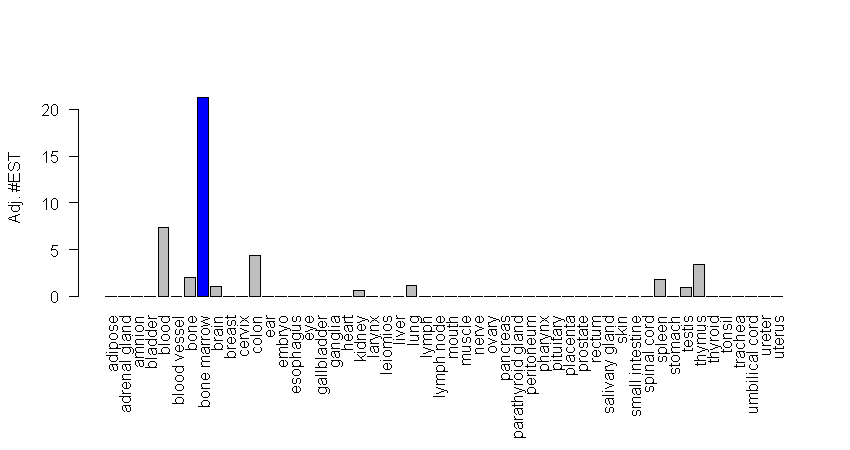 Adj. #EST
20
15
10
5
0
adipose
adrenal gland
amnion
bladder
blood
blood vessel
bone
bone marrow
brain
breast
cervix
colon
ear
embryo
esophagus
eye
gallbladder
ganglia
heart
kidney
larynx
leiomios
liver
lung
lymph
lymph node
mouth
muscle
nerve
ovary
pancreas
parathyroid gland
peritoneum
pharynx
pituitary
placenta
prostate
rectum
salivary gland
skin
small intestine
spinal cord
spleen
stomach
testis
thymus
thyroid
tonsil
trachea
umbilical cord
ureter
uterus